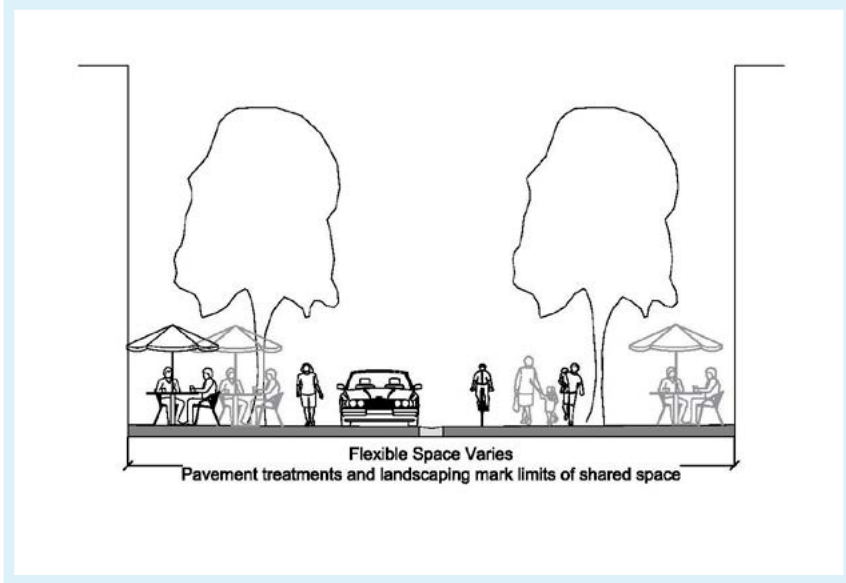 Flexible Space Varies
Pavement treatments and landscaping mark limits of shared space